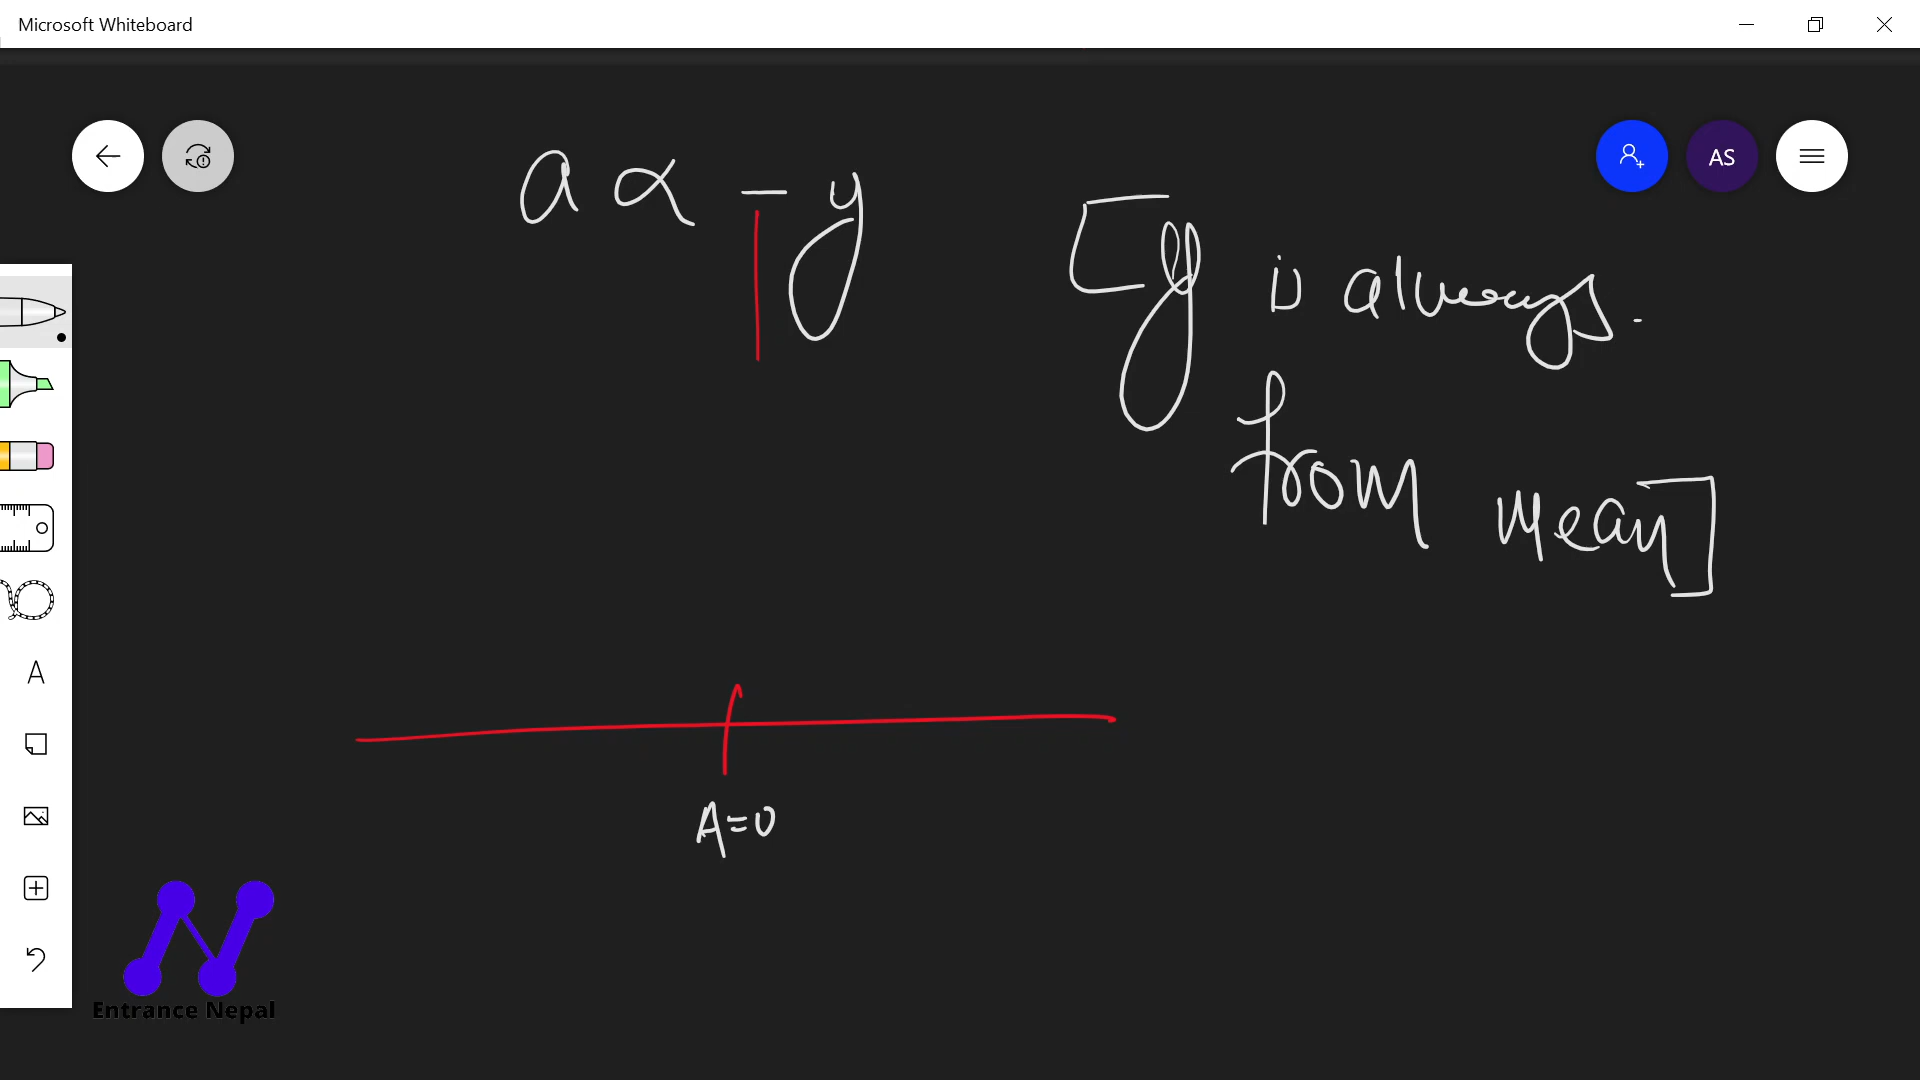 Microsoft Whiteboard
AS
a ∝ - y
[y is always.
from mean]
A
A=0
Entrance Nepal